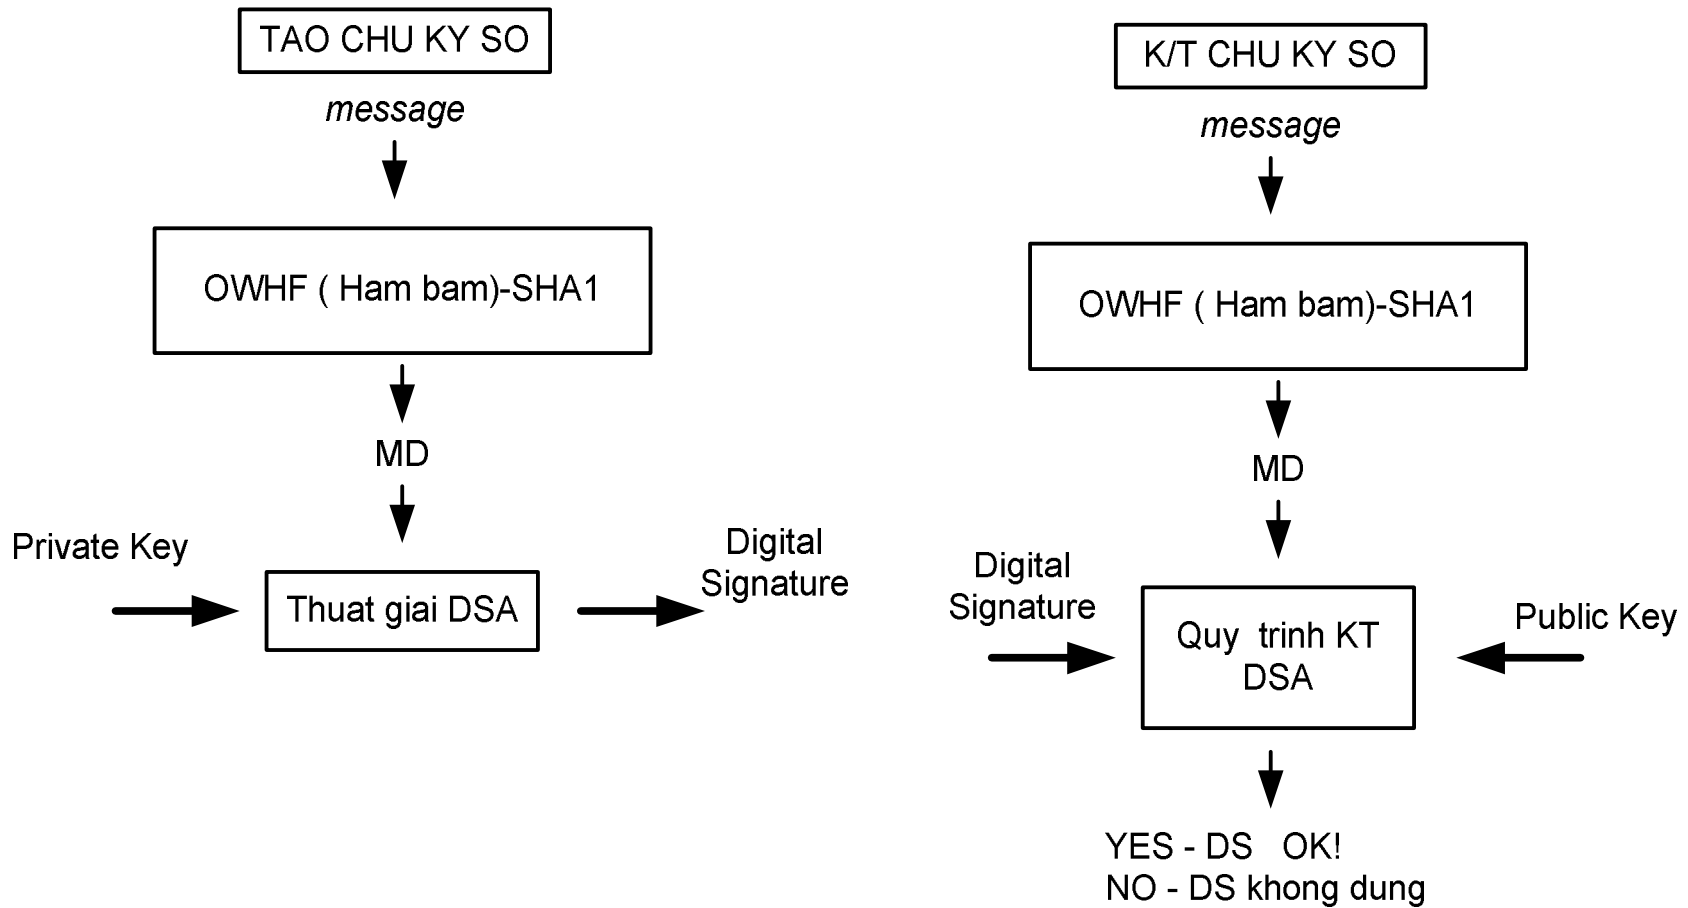 TAO CHU KY SO
message
OWHF ( Ham bam)-SHA1
MD
Private Key
Thuat giai DSA
Digital
Signature
K/T CHU KY SO
message
OWHF ( Ham bam)-SHA1
MD
Digital
Signature
Quy trinh KT
DSA
Public Key
YES - DS OK!
NO - DS khong dung